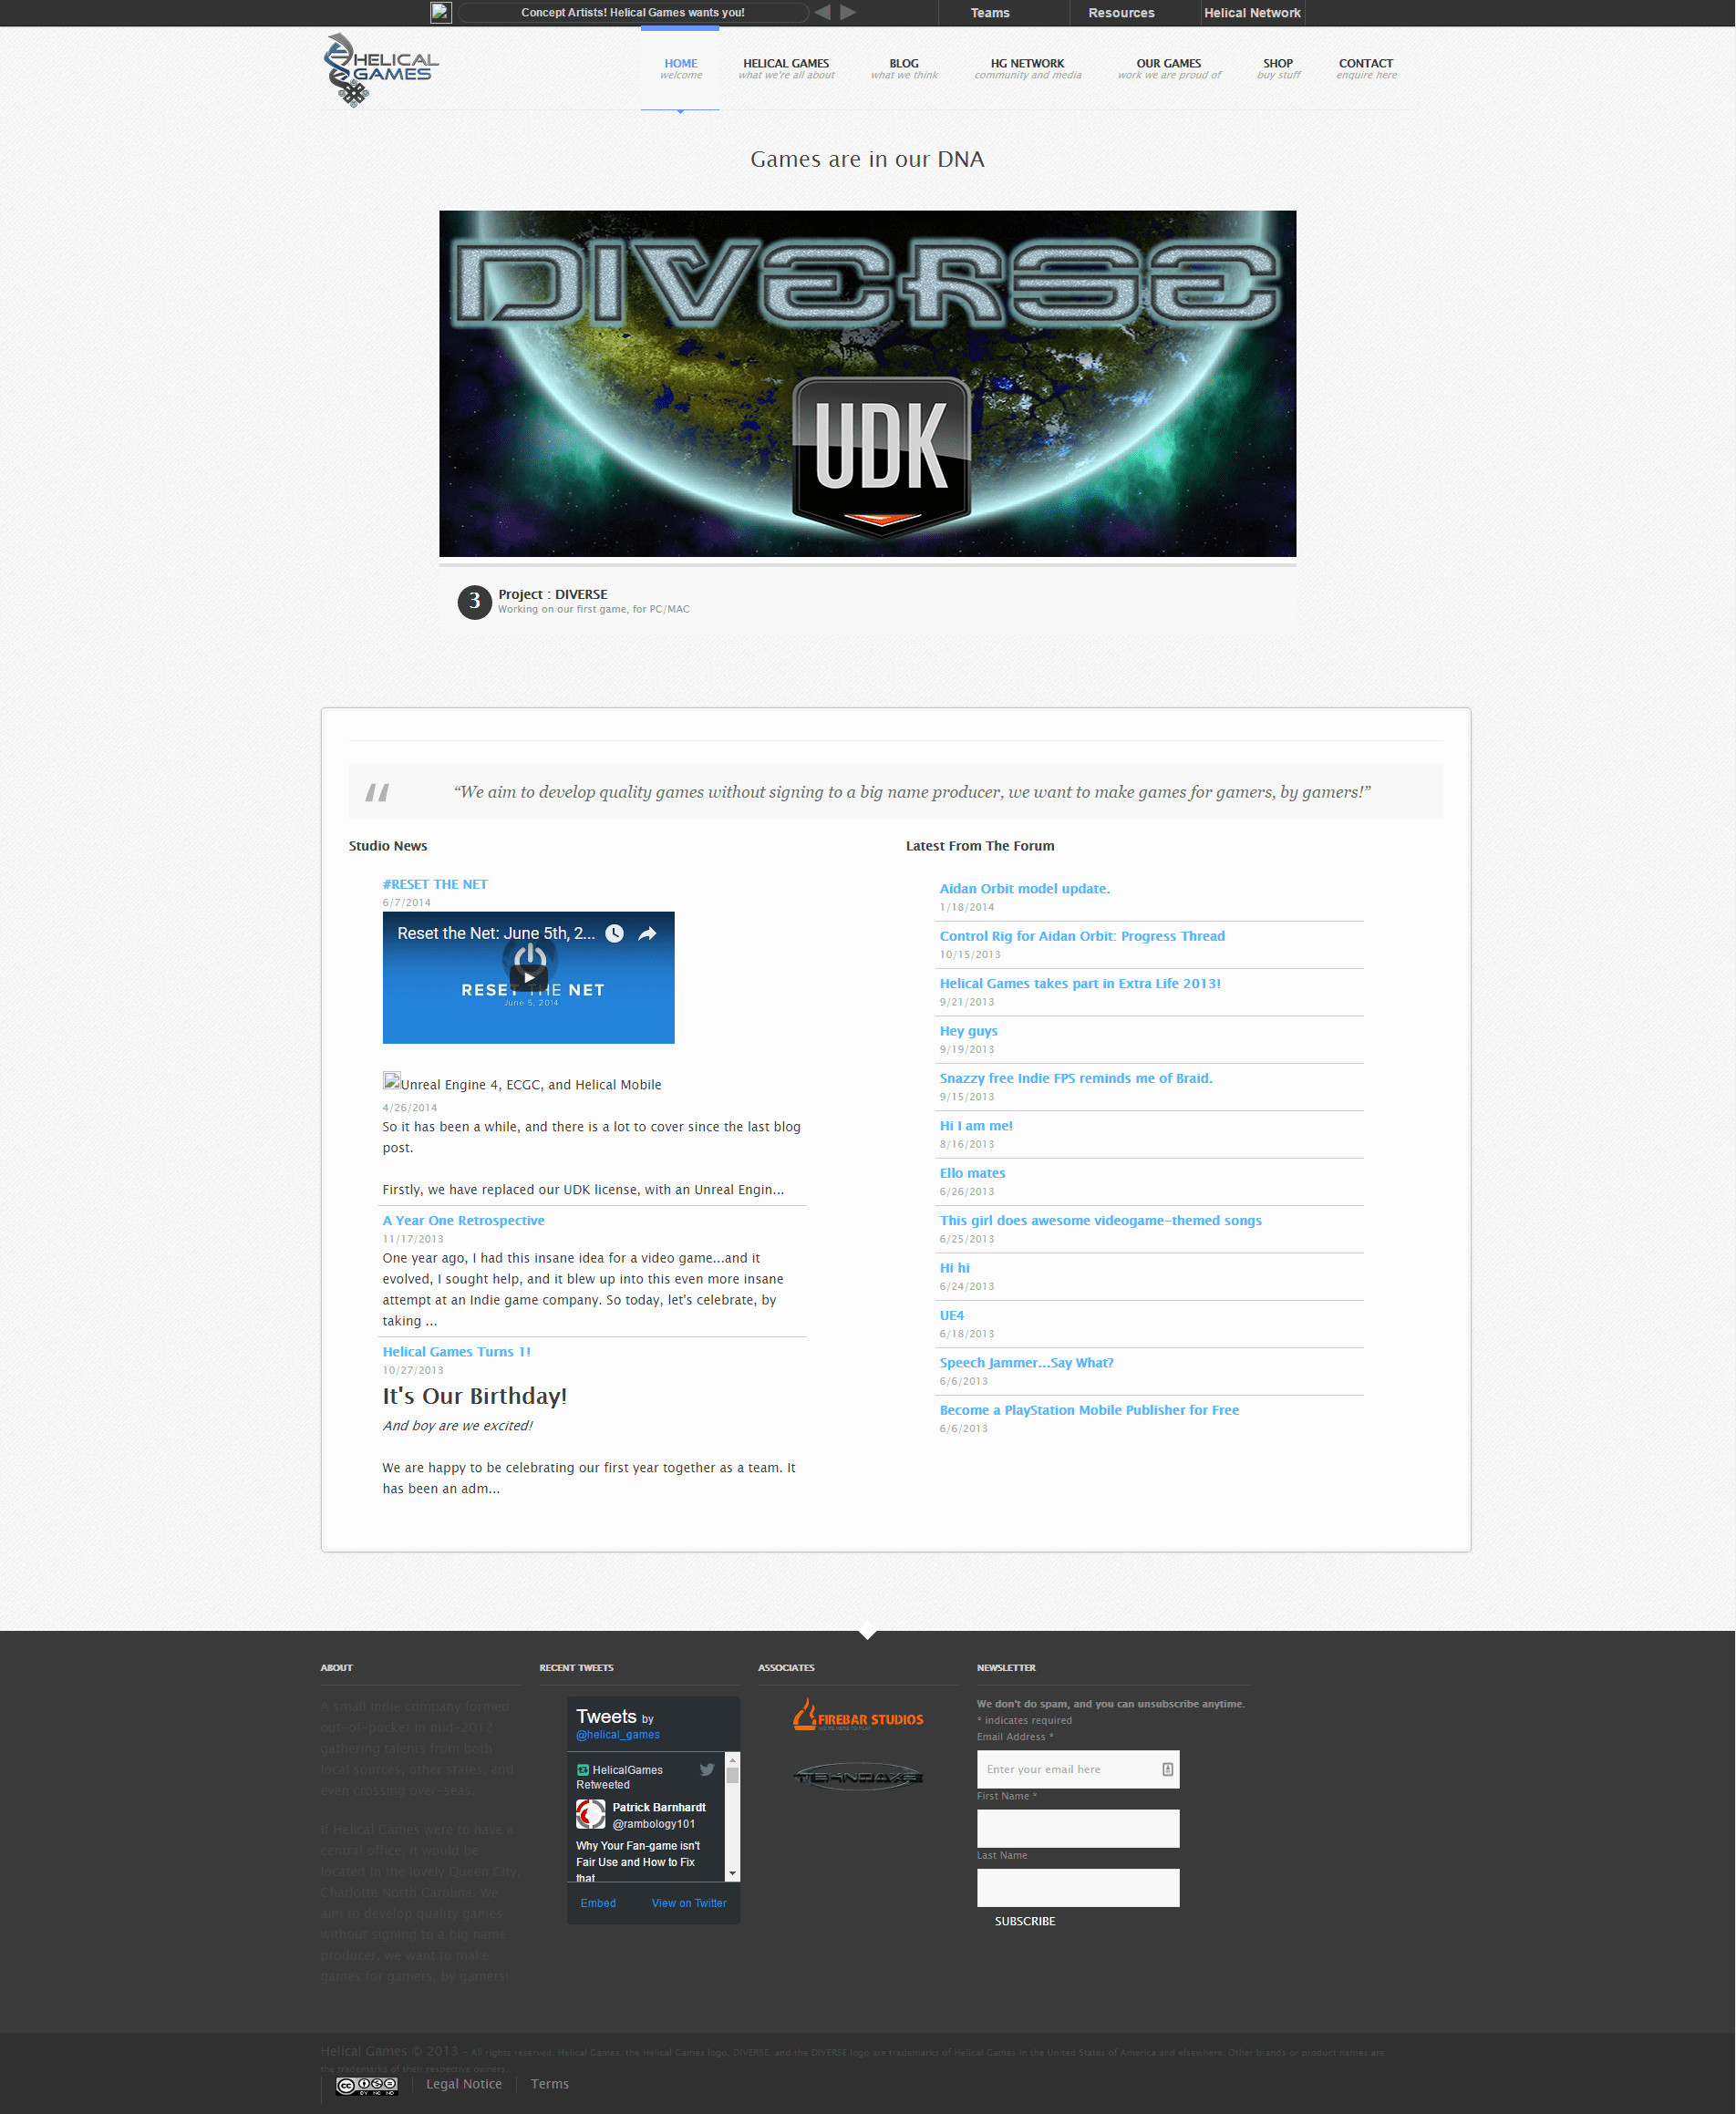 Concept Artists! Helical Games wants you!
Teams
Resources
Helical Network
HELICAL GAMES
HOME
welcome
HELICAL GAMES
what we're all about
BLOG
what we think
HG NETWORK
community and media
OUR GAMES
work we are proud of
SHOP
buy stuff
CONTACT
enquire here
Games are in our DNA
DIVERSE
UDK
3
Project : DIVERSE
Working on our first game, for PC/MAC
“We aim to develop quality games without signing to a big name producer, we want to make games for gamers, by gamers!”
Studio News
#RESET THE NET
6/7/2014
Reset the Net: June 5th, 2...
RESET THE NET
June 5, 2014
Unreal Engine 4, ECGC, and Helical Mobile
4/26/2014
So it has been a while, and there is a lot to cover since the last blog
post.
Firstly, we have replaced our UDK license, with an Unreal Engin...
A Year One Retrospective
11/17/2013
One year ago, I had this insane idea for a video game...and it
evolved, I sought help, and it blew up into this even more insane
attempt at an Indie game company. So today, let's celebrate, by
taking ...
Helical Games Turns 1!
10/27/2013
It's Our Birthday!
And boy are we excited!
We are happy to be celebrating our first year together as a team. It
has been an adm...
Latest From The Forum
Aidan Orbit model update.
1/18/2014
Control Rig for Aidan Orbit: Progress Thread
10/15/2013
Helical Games takes part in Extra Life 2013!
9/21/2013
Hey guys
9/19/2013
Snazzy free Indie FPS reminds me of Braid.
9/15/2013
Hi I am me!
8/16/2013
Ello mates
6/26/2013
This girl does awesome videogame-themed songs
6/25/2013
Hi hi
6/24/2013
UE4
6/18/2013
Speech Jammer...Say What?
6/6/2013
Become a PlayStation Mobile Publisher for Free
6/6/2013
ABOUT
A small Indie company formed
out-of-pocket in mid-2012
gathering talents from both
local sources, other states, and
even crossing over-seas.
If Helical Games were to have a
central office, it would be
located in the lovely Queen City,
Charlotte North Carolina. We
aim to develop quality games
without signing to a big name
producer, we want to make
games for gamers, by gamers!
RECENT TWEETS
Tweets by
@helical_games
HelicalGames
Retweeted
Patrick Barnhardt
@rambology101
Why Your Fan-game isn't
Fair Use and How to Fix
that
Embed
View on Twitter
ASSOCIATES
FIREBAR STUDIOS
TEKNDAYS
NEWSLETTER
We don't do spam, and you can unsubscribe anytime.
* indicates required
Email Address *
Enter your email here
First Name *
Last Name
SUBSCRIBE
Helical Games © 2013 - All rights reserved. Helical Games, the Helical Games logo, DIVERSE, and the DIVERSE logo are trademarks of Helical Games in the United States of America and elsewhere. Other brands or product names are
the trademarks of their respective owners.
BY NC ND
Legal Notice
Terms